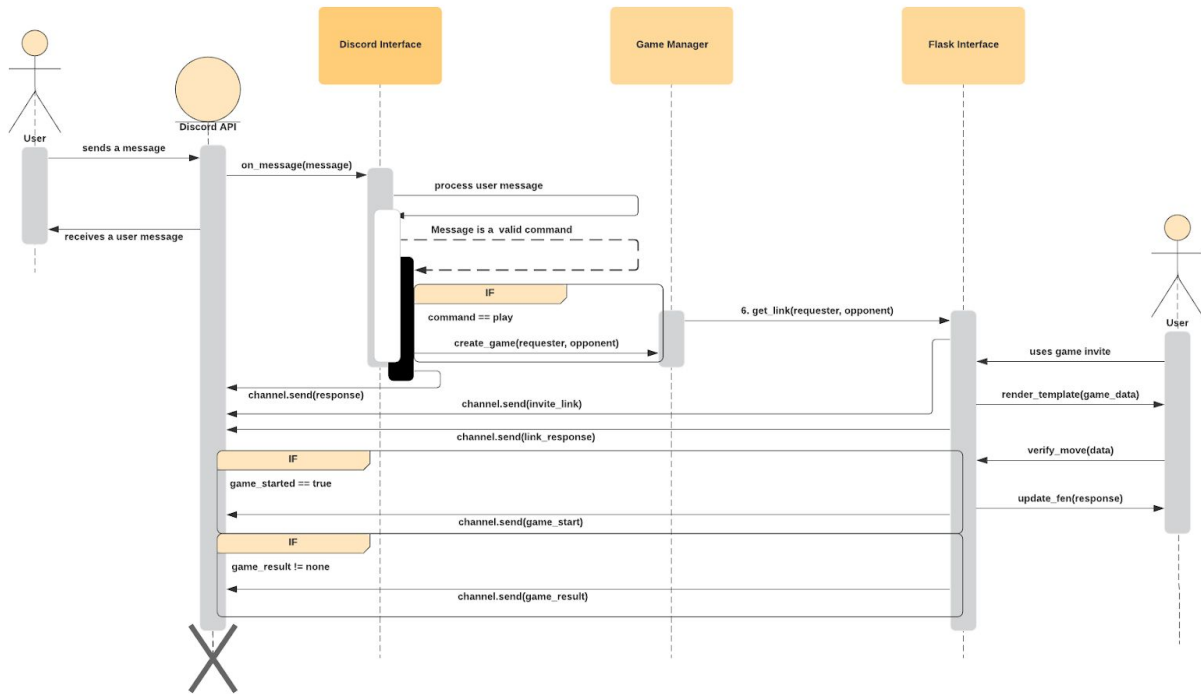 Discord Interface
Game Manager
Flask Interface
User
Discord API
sends a message
on_message(message)
process user message
receives a user message
Message is a valid command
IF
command == play
6. get_link(requester, opponent)
User
create_game(requester, opponent)
uses game invite
channel.send(response)
channel.send(invite_link)
render_template(game_data)
channel.send(link_response)
IF
verify_move(data)
game_started == true
update_fen(response)
channel.send(game_start)
IF
game_result != none
channel.send(game_result)